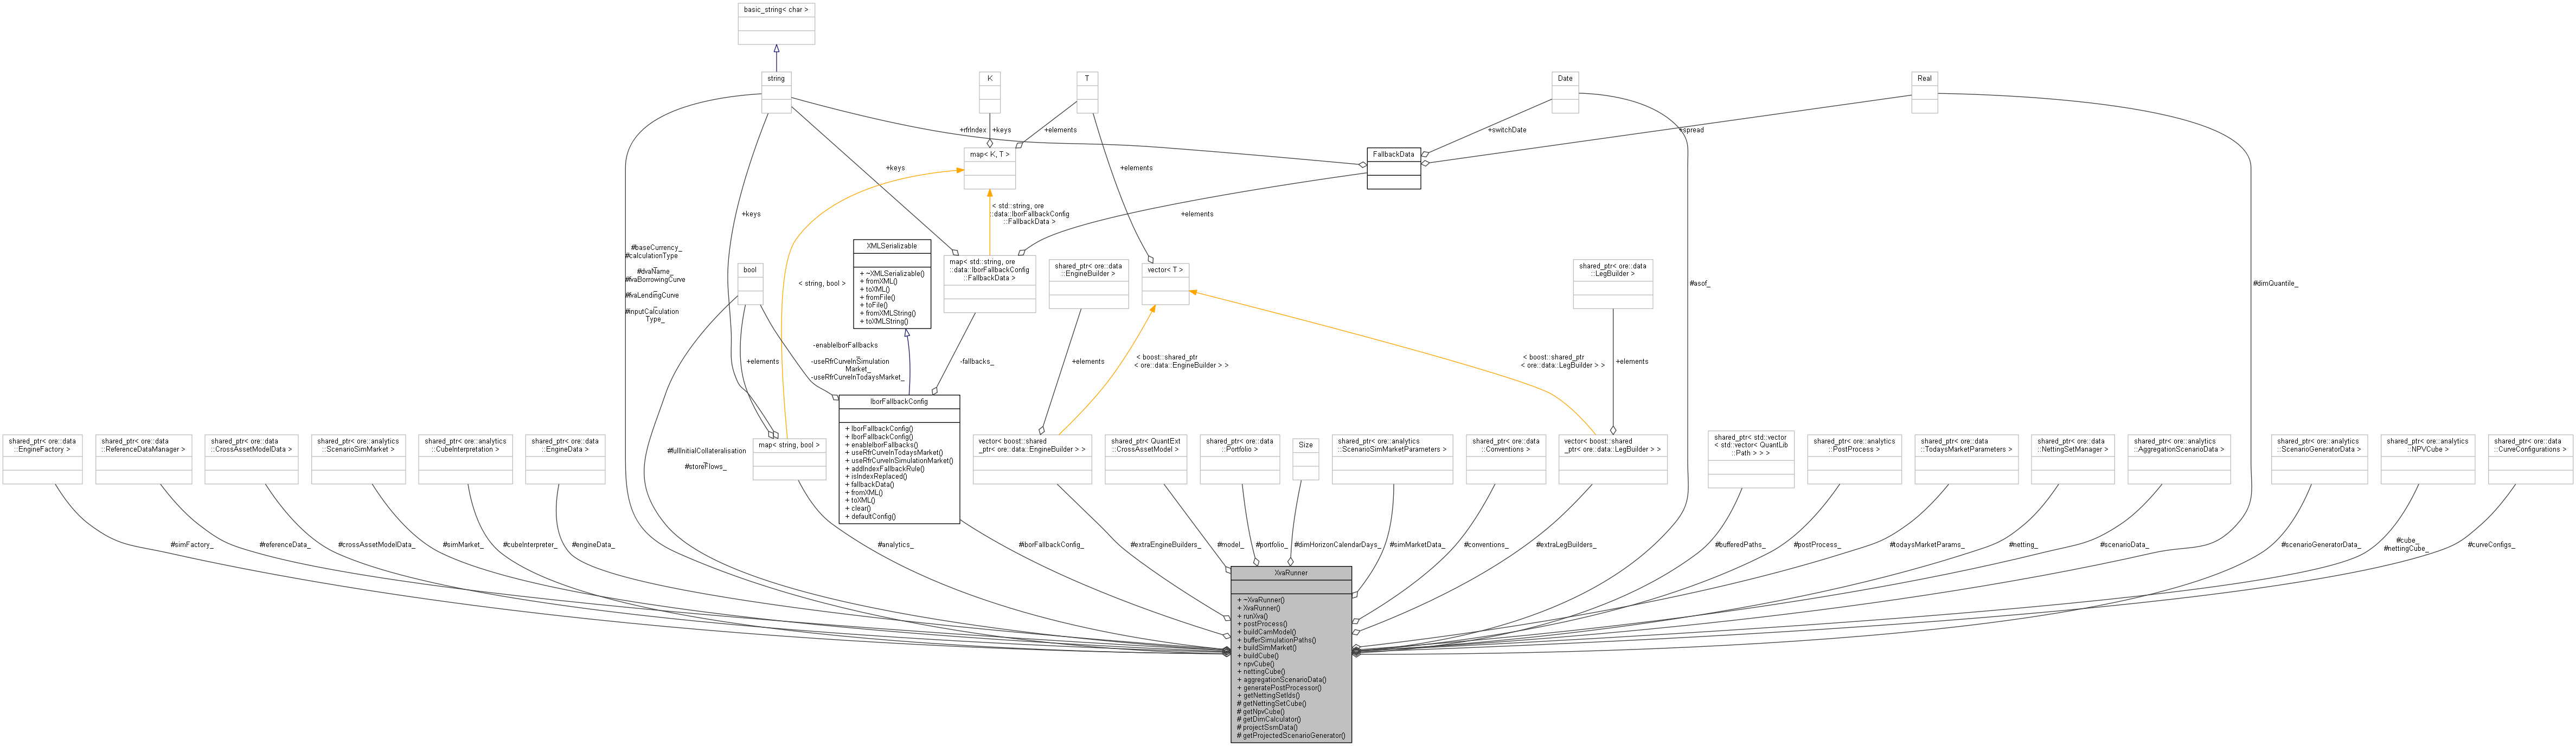 basic_string< char >
string
K
T
Date
Real
+rfrIndex
+keys
+elements
+switchDate
+spread
map< K, T >
FallbackData
+keys
+elements
+keys
< std::string, ore
::data::IborFallbackConfig
::FallbackData >
+elements
#baseCurrency_
#calculationType
_
#dvaName_
#fvaBorrowingCurve
_
#fvaLendingCurve
_
#inputCalculation
Type_
bool
< string, bool >
XMLSerializable
+ ~XMLSerializable()
+ fromXML()
+ toXML()
+ fromFile()
+ toFile()
+ fromXMLString()
+ toXMLString()
map< std::string, ore
::data::IborFallbackConfig
::FallbackData >
shared_ptr< ore::data
::EngineBuilder >
vector< T >
shared_ptr< ore::data
::LegBuilder >
#asof_
#dimQuantile_
+elements
-enableIborFallbacks
_
-useRfrCurveInSimulation
Market_
-useRfrCurveInTodaysMarket_
-fallbacks_
+elements
< boost::shared_ptr
< ore::data::EngineBuilder > >
< boost::shared_ptr
< ore::data::LegBuilder > >
+elements
shared_ptr< ore::data
::EngineFactory >
shared_ptr< ore::data
::ReferenceDataManager >
shared_ptr< ore::data
::CrossAssetModelData >
shared_ptr< ore::analytics
::ScenarioSimMarket >
shared_ptr< ore::analytics
::CubeInterpretation >
shared_ptr< ore::data
::EngineData >
#fullInitialCollateralisation
_
#storeFlows_
map< string, bool >
IborFallbackConfig
+ IborFallbackConfig()
+ IborFallbackConfig()
+ enableIborFallbacks()
+ useRfrCurveInTodaysMarket()
+ useRfrCurveInSimulationMarket()
+ addIndexFallbackRule()
+ isIndexReplaced()
+ fallbackData()
+ fromXML()
+ toXML()
+ clear()
+ defaultConfig()
vector< boost::shared
_ptr< ore::data::EngineBuilder > >
shared_ptr< QuantExt
::CrossAssetModel >
shared_ptr< ore::data
::Portfolio >
Size
shared_ptr< ore::analytics
::ScenarioSimMarketParameters >
shared_ptr< ore::data
::Conventions >
vector< boost::shared
_ptr< ore::data::LegBuilder > >
shared_ptr< std::vector
< std::vector< QuantLib
::Path > > >
shared_ptr< ore::analytics
::PostProcess >
shared_ptr< ore::data
::TodaysMarketParameters >
shared_ptr< ore::data
::NettingSetManager >
shared_ptr< ore::analytics
::AggregationScenarioData >
shared_ptr< ore::analytics
::ScenarioGeneratorData >
shared_ptr< ore::analytics
::NPVCube >
shared_ptr< ore::data
::CurveConfigurations >
#simFactory_
#referenceData_
#crossAssetModelData_
#simMarket_
#cubeInterpreter_
#engineData_
#analytics_
#iborFallbackConfig_
#extraEngineBuilders_
#model_
#portfolio_
#dimHorizonCalendarDays_
#simMarketData_
#conventions_
#extraLegBuilders_
#bufferedPaths_
#postProcess_
#todaysMarketParams_
#netting_
#scenarioData_
#scenarioGeneratorData_
#cube_
#nettingCube_
#curveConfigs_
XvaRunner
+ ~XvaRunner()
+ XvaRunner()
+ runXva()
+ postProcess()
+ buildCamModel()
+ bufferSimulationPaths()
+ buildSimMarket()
+ buildCube()
+ npvCube()
+ nettingCube()
+ aggregationScenarioData()
+ generatePostProcessor()
+ getNettingSetIds()
# getNettingSetCube()
# getNpvCube()
# getDimCalculator()
# projectSsmData()
# getProjectedScenarioGenerator()